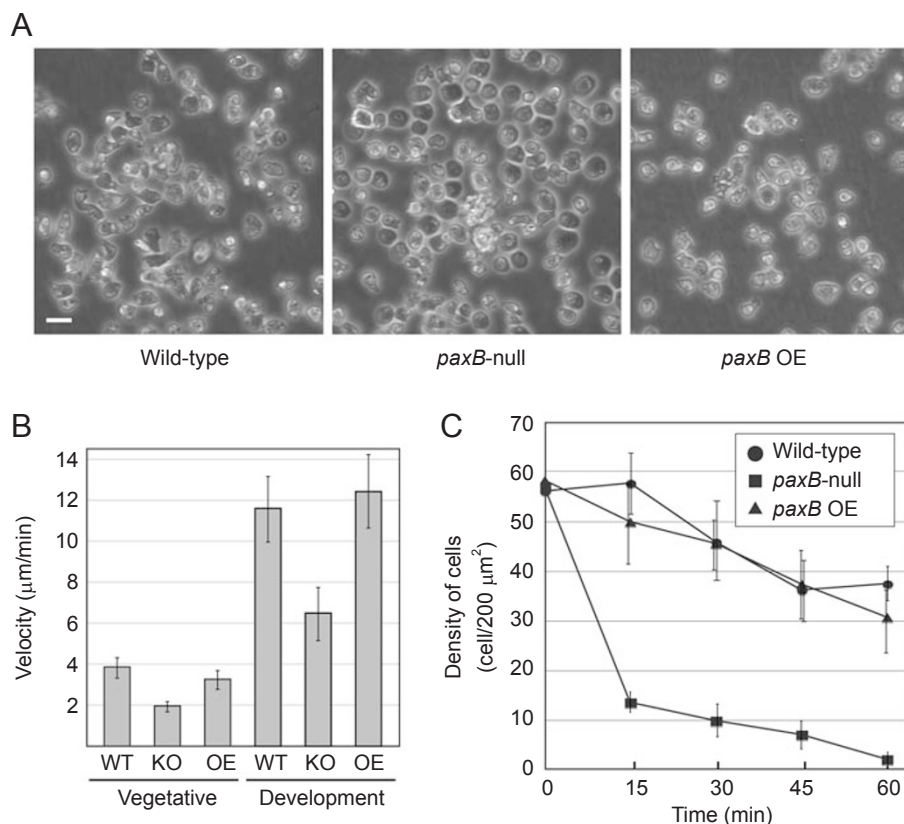 A
Wild-type
paxB-null
paxB OE
B
Velocity (μm/min)
14
12
10
8
6
4
2
WT KO OE WT KO OE
Vegetative Development
C
Density of cells
(cell/200 μm²)
70
60
50
40
30
20
10
0
Wild-type
paxB-null
paxB OE
0 15 30 45 60
Time (min)